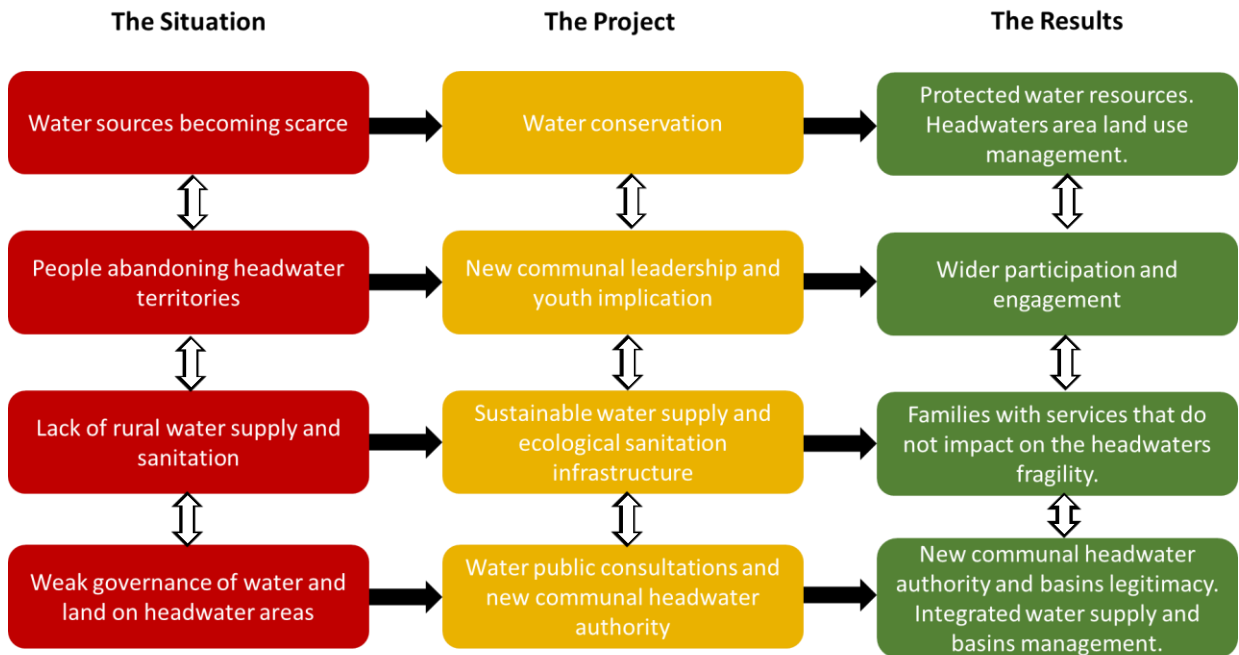 The Situation
The Project
The Results
Water sources becoming scarce
Water conservation
Protected water resources.
Headwaters area land use
management.
People abandoning headwater
territories
New communal leadership and
youth implication
Wider participation and
engagement
Lack of rural water supply and
sanitation
Sustainable water supply and
ecological sanitation
infrastructure
Families with services that do
not impact on the headwaters
fragility.
Weak governance of water and
land on headwater areas
Water public consultations and
new communal headwater
authority
New communal headwater
authority and basins legitimacy.
Integrated water supply and
basins management.